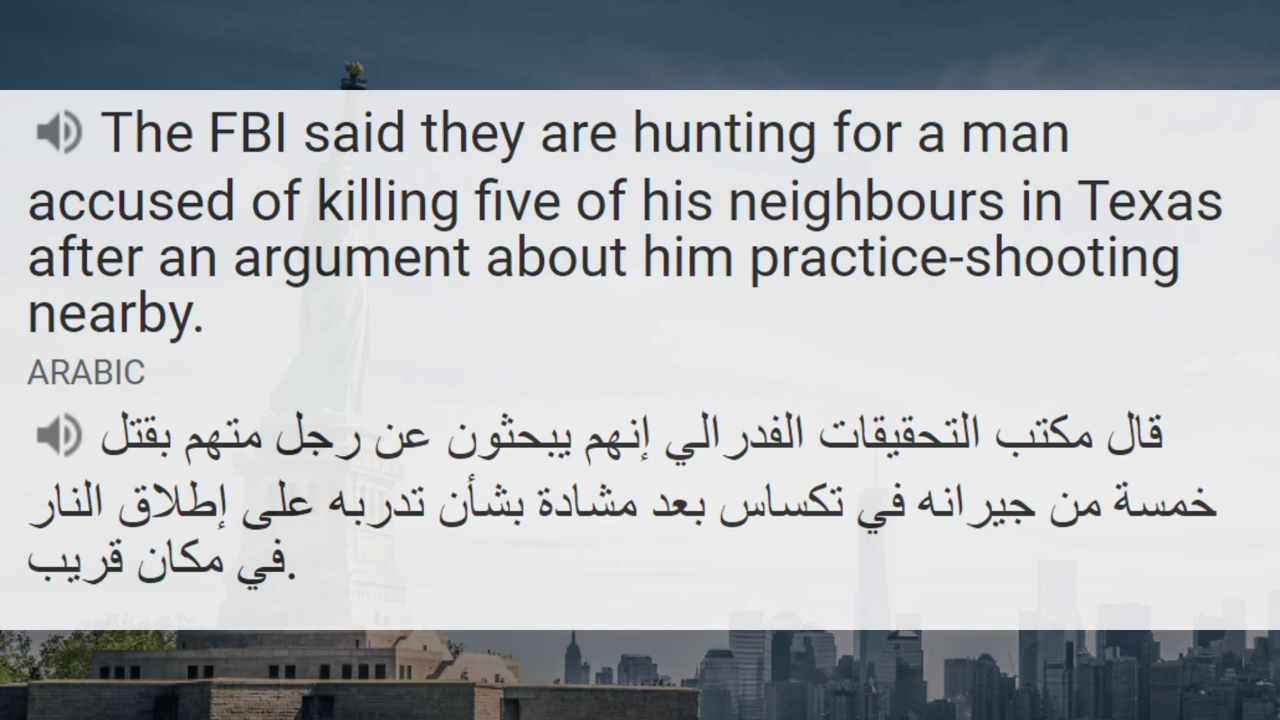 The FBI said they are hunting for a man
accused of killing five of his neighbours in Texas
after an argument about him practice-shooting
nearby.
ARABIC
قال مكتب التحقيقات الفدرالي إنهم يبحثون عن رجل متهم بقتل
خمسة من جيرانه في تكساس بعد مشادة بشأن تدربه على إطلاق النار
في مكان قريب.